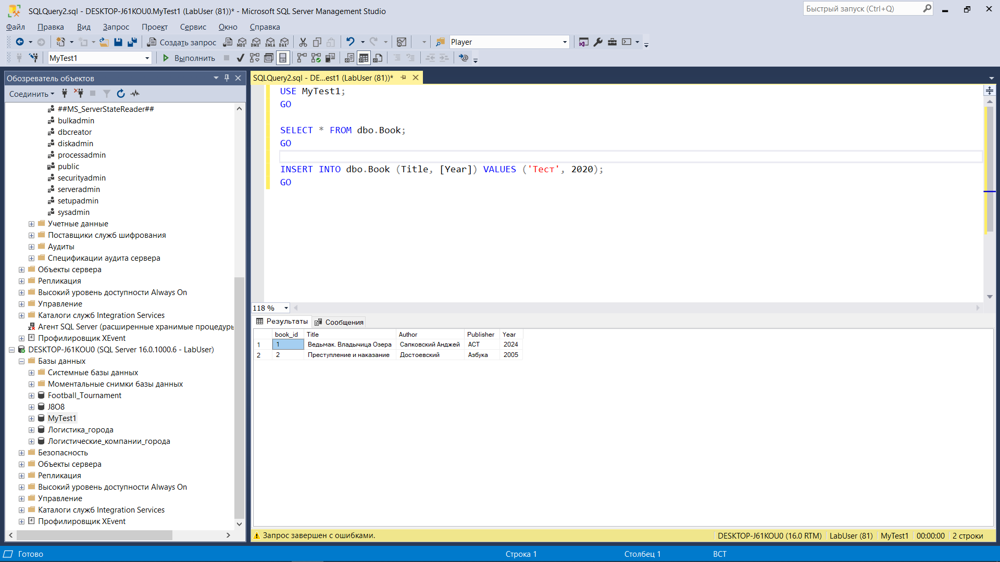 SQLQuery2.sql - DESKTOP-J61KOU0.MyTest1 (LabUser (81))* - Microsoft SQL Server Management Studio
Быстрый запуск (Ctrl+Q)
Файл Правка Вид Запрос Проект Сервис Окно Справка
Создать запрос MDX DMX XMLA DAX Player
MyTest1 Выполнить
Обозреватель объектов
Соединить
##MS_ServerStateReader##
bulkadmin
dbcreator
diskadmin
processadmin
public
securityadmin
serveradmin
setupadmin
sysadmin
Учетные данные
Поставщики служб шифрования
Аудиты
Спецификации аудита сервера
Объекты сервера
Репликация
Высокий уровень доступности Always On
Управление
Каталоги служб Integration Services
Агент SQL Server (расширенные хранимые процедуры
Профилировщик XEvent
DESKTOP-J61KOU0 (SQL Server 16.0.1000.6 - LabUser)
Базы данных
Системные базы данных
Моментальные снимки базы данных
Football_Tournament
J8O8
MyTest1
Логистика_города
Логистические_компании_города
Безопасность
Объекты сервера
Репликация
Высокий уровень доступности Always On
Управление
Каталоги служб Integration Services
Профилировщик XEvent
SQLQuery2.sql - DE...est1 (LabUser (81))*
USE MyTest1;
GO
SELECT * FROM dbo.Book;
GO
INSERT INTO dbo.Book (Title, [Year]) VALUES ('Тест', 2020);
GO
118 %
Результаты Сообщения
book_id Title Author Publisher Year
1 1 Ведьмак. Владычица Озера Сапковский Анджей АСТ 2024
2 2 Преступление и наказание Достоевский Азбука 2005
Запрос завершен с ошибками.
DESKTOP-J61KOU0 (16.0 RTM) LabUser (81) MyTest1 00:00:00 2 строки
Готово Строка 1 Столбец 1 ВСТ